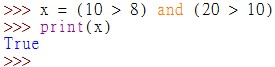 >>> x = (10 > 8) and (20 > 10)
>>> print(x)
True
>>>